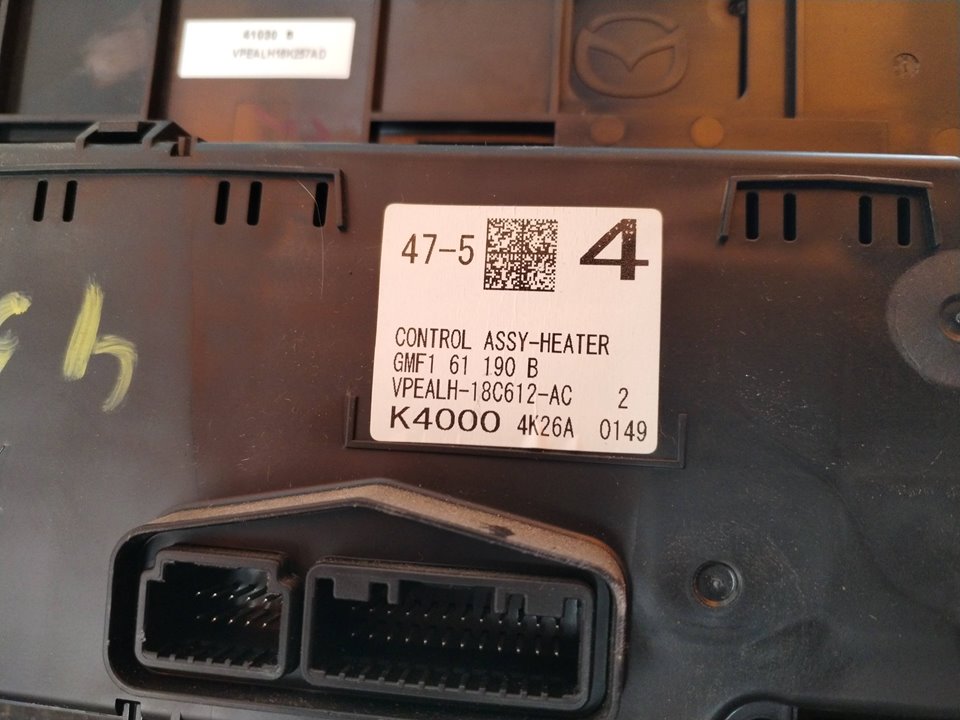 47-5
4
CONTROL ASSY-HEATER
GMF1 61 190 B
VPEALH-18C612-AC 2
K4000 4K26A 0149